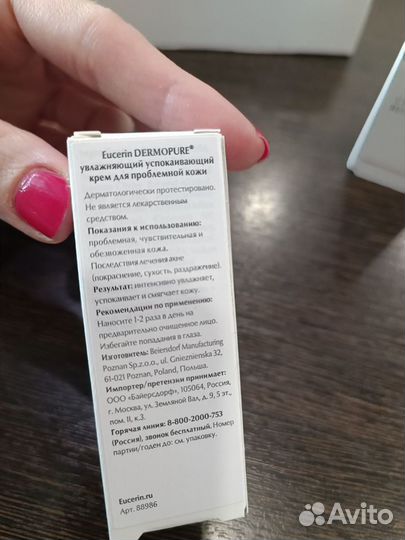 Eucerin DERMOPURE®
увлажняющий успокаивающий
крем для проблемной кожи
Дерматологически протестировано.
Не является лекарственным
средством.
Показания к использованию:
проблемная, чувствительная и
обезвоженная кожа.
Последствия лечения акне
(покраснение, сухость, раздражение).
Результат: интенсивно увлажняет,
успокаивает и смягчает кожу.
Рекомендации по применению:
Наносите 1-2 раза в день на
предварительно очищенное лицо.
Избегайте попадания в глаза.
Изготовитель: Beiersdorf Manufacturing
Poznan Sp.z.o.o., ul. Gnieznienska 32,
61-021 Poznan, Poland, Польша.
Импортер/претензии принимает:
ООО «Байерсдорф», 105064, Россия,
г. Москва, ул. Земляной Вал, д. 9, 5 эт.,
пом. II, к.3.
Горячая линия: 8-800-2000-753
(Россия), звонок бесплатный. Номер
партии/годен до: см. упаковку.
Eucerin.ru
Арт. 88986
Avito